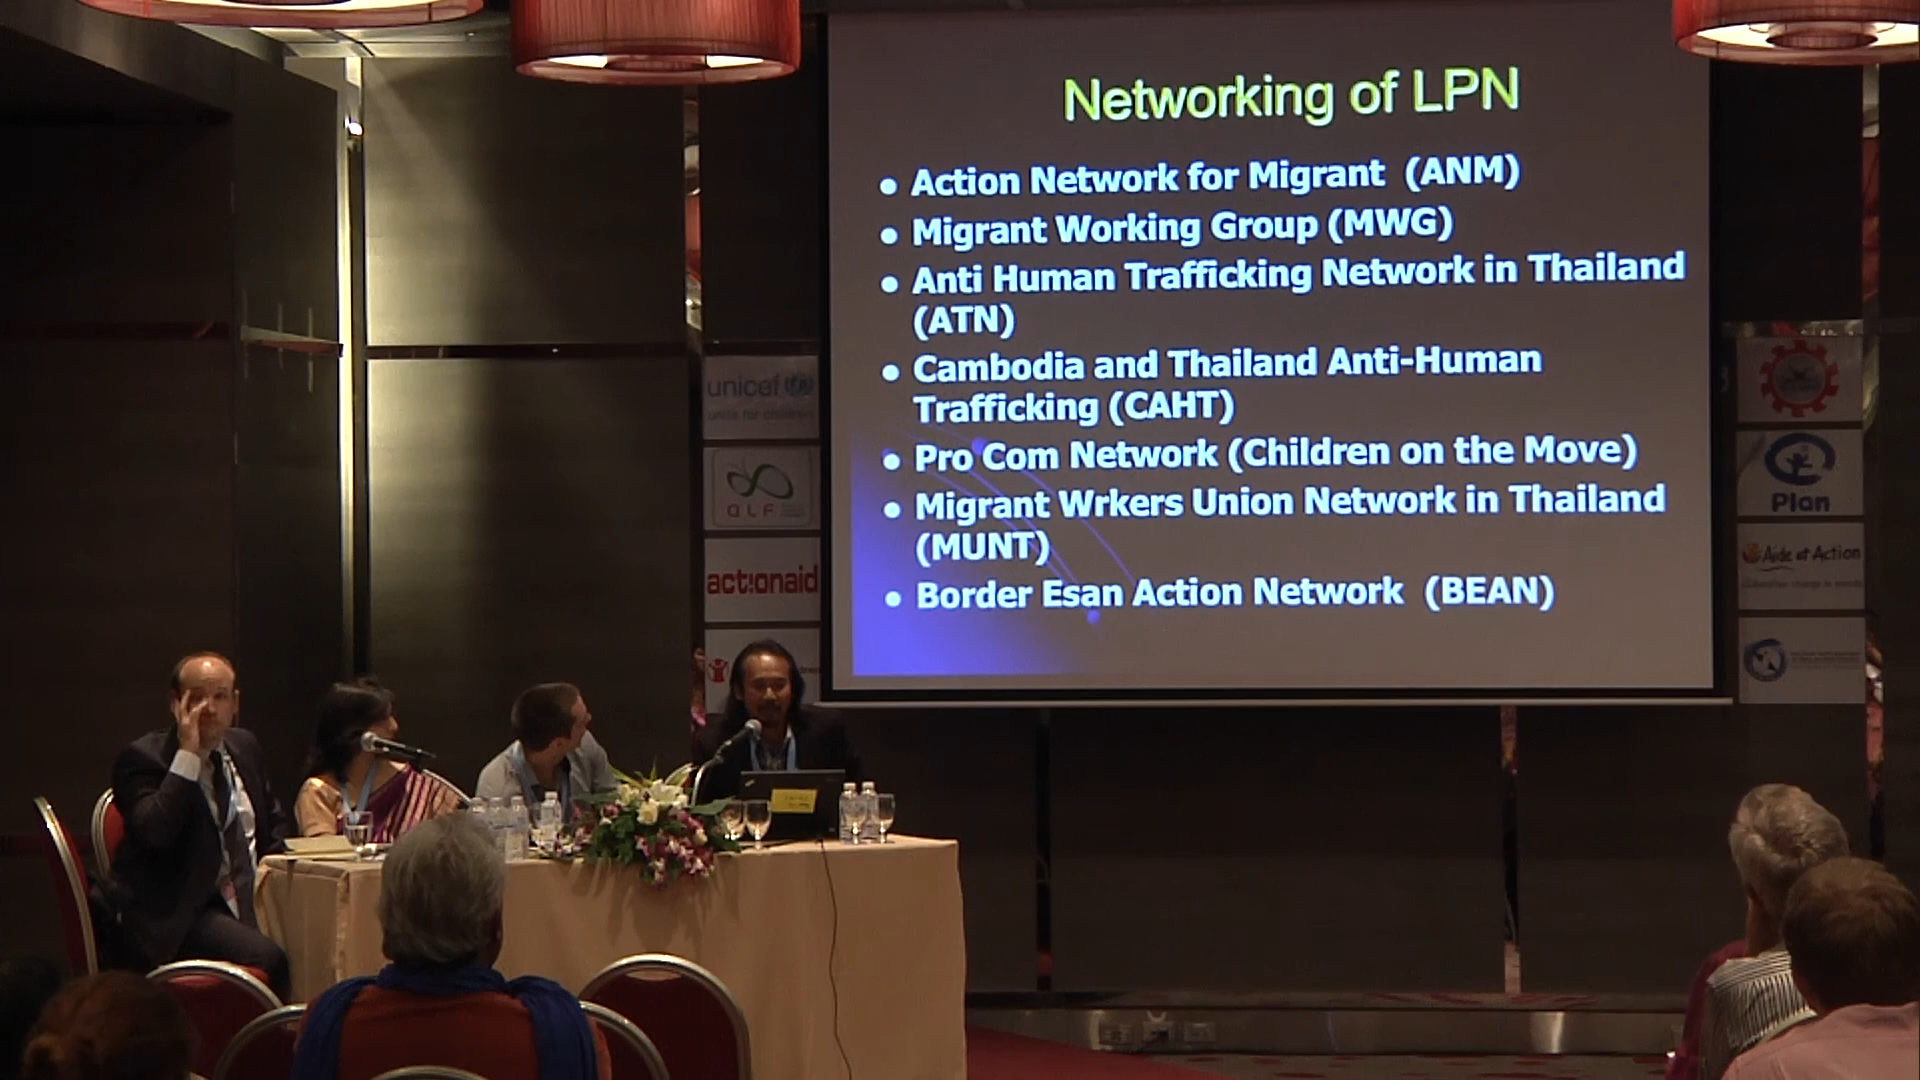 Networking of LPN
• Action Network for Migrant (ANM)
• Migrant Working Group (MWG)
• Anti Human Trafficking Network in Thailand
(ATN)
• Cambodia and Thailand Anti-Human
Trafficking (CAHT)
• Pro Com Network (Children on the Move)
• Migrant Wrkers Union Network in Thailand
(MUNT)
• Border Esan Action Network (BEAN)
unicef
unite for children
QLF
act!onaid
Plan
Aide et Action